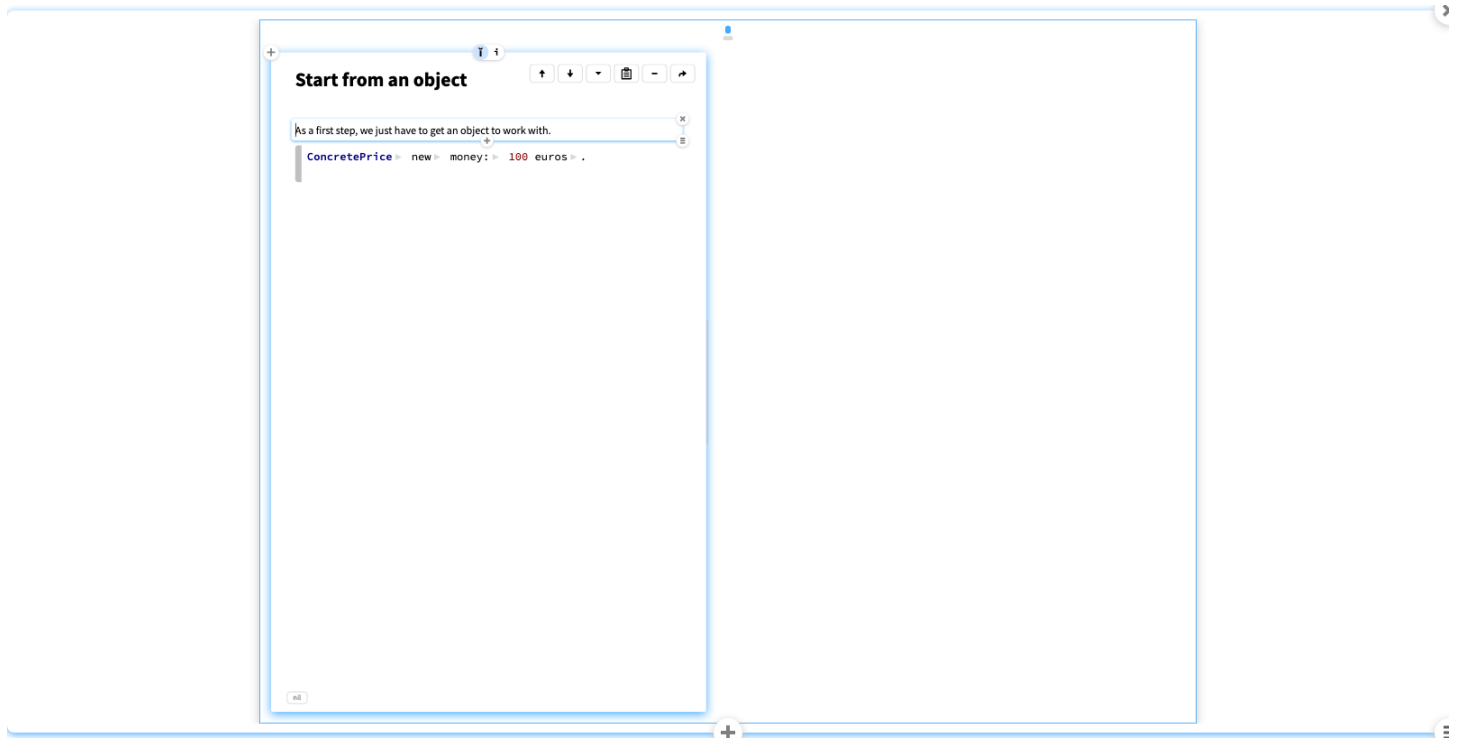 Start from an object
As a first step, we just have to get an object to work with.
ConcretePrice new money: 100 euros .
nil